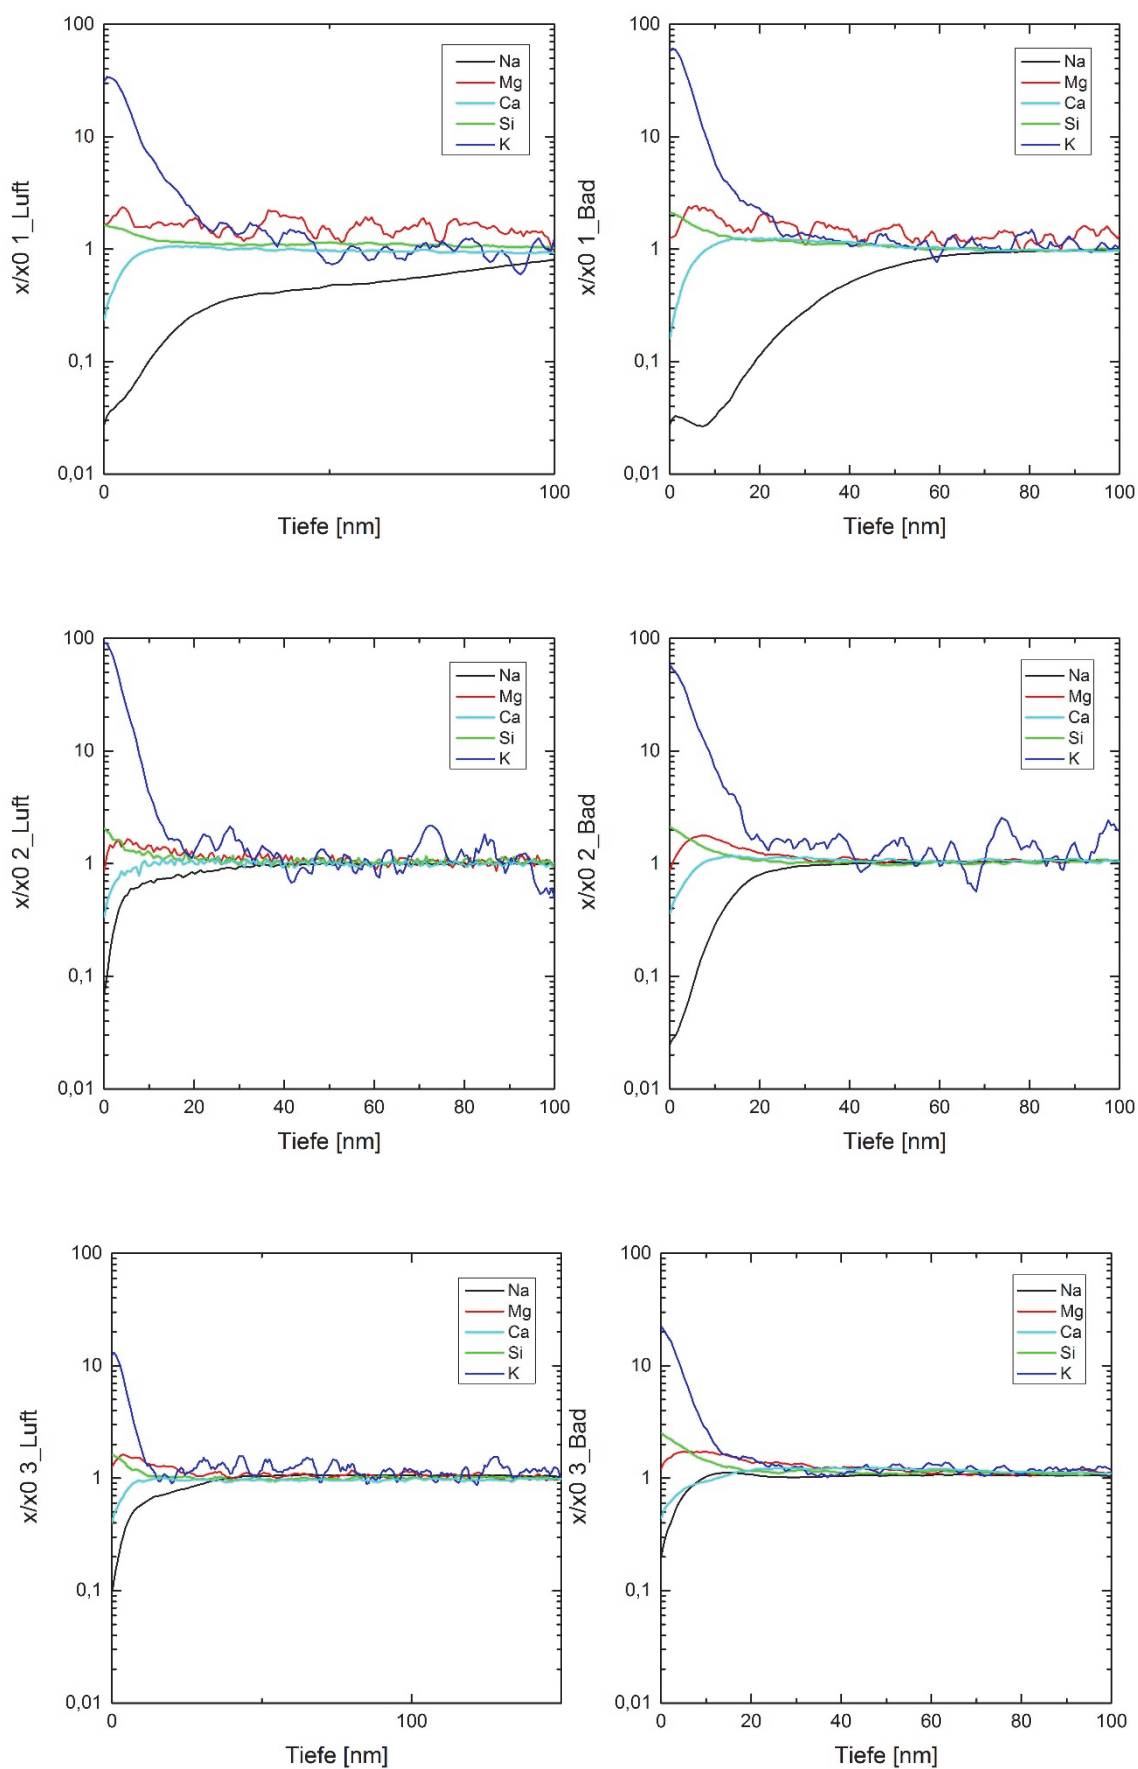 x/x0 1_Luft
100
10
1
0,1
0,01
Na
Mg
Ca
Si
K
0
100
Tiefe [nm]
x/x0 1_Bad
100
10
1
0,1
0,01
Na
Mg
Ca
Si
K
0
20
40
60
80
100
Tiefe [nm]
x/x0 2_Luft
100
10
1
0,1
0,01
Na
Mg
Ca
Si
K
0
20
40
60
80
100
Tiefe [nm]
x/x0 2_Bad
100
10
1
0,1
0,01
Na
Mg
Ca
Si
K
0
20
40
60
80
100
Tiefe [nm]
x/x0 3_Luft
100
10
1
0,1
0,01
Na
Mg
Ca
Si
K
0
100
Tiefe [nm]
x/x0 3_Bad
100
10
1
0,1
0,01
Na
Mg
Ca
Si
K
0
20
40
60
80
100
Tiefe [nm]